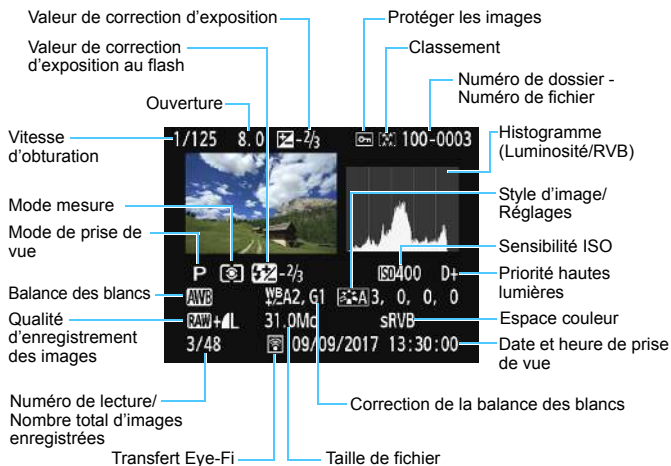 Valeur de correction d'exposition
Protéger les images
Valeur de correction
d'exposition au flash
Classement
Numéro de dossier -
Numéro de fichier
Ouverture
Vitesse
d'obturation
1/125 8.0 -2/3 100-0003
Histogramme
(Luminosité/RVB)
Style d'image/
Réglages
Mode mesure
Mode de prise de
vue
Sensibilité ISO
P -2/3 ISO400 D+
Priorité hautes
lumières
Balance des blancs
AWB WB+/-A2, G1 A3, 0, 0, 0
Qualité
d'enregistrement
des images
RAW+L 31.0Mo sRVB
Espace couleur
3/48 09/09/2017 13:30:00
Date et heure de prise
de vue
Numéro de lecture/
Nombre total d'images
enregistrées
Correction de la balance des blancs
Transfert Eye-Fi
Taille de fichier